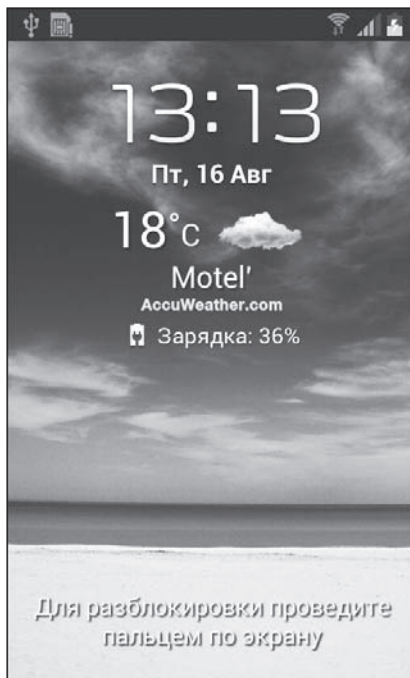 13:13
Пт, 16 Авг
18°C
Motel'
AccuWeather.com
Зарядка: 36%
Для разблокировки проведите
пальцем по экрану